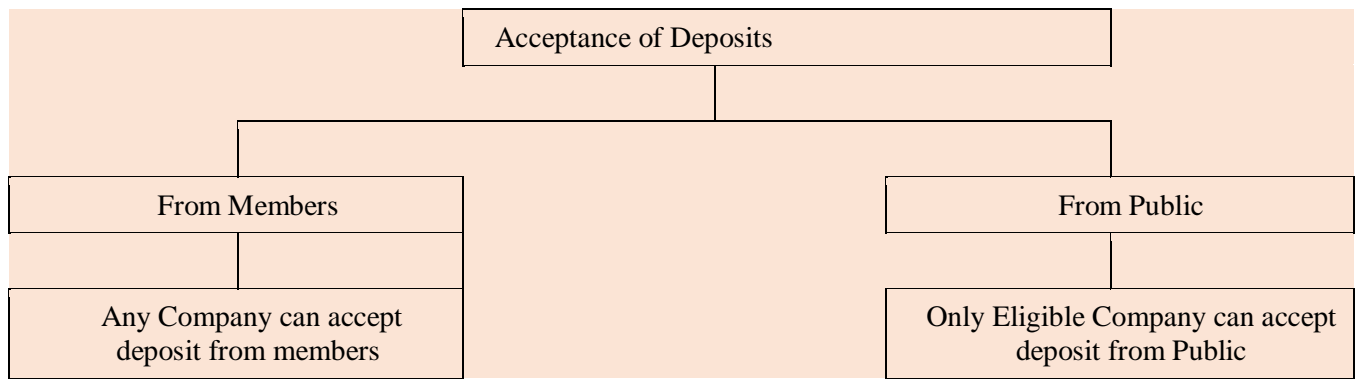 Acceptance of Deposits
From Members
From Public
Any Company can accept
deposit from members
Only Eligible Company can accept
deposit from Public